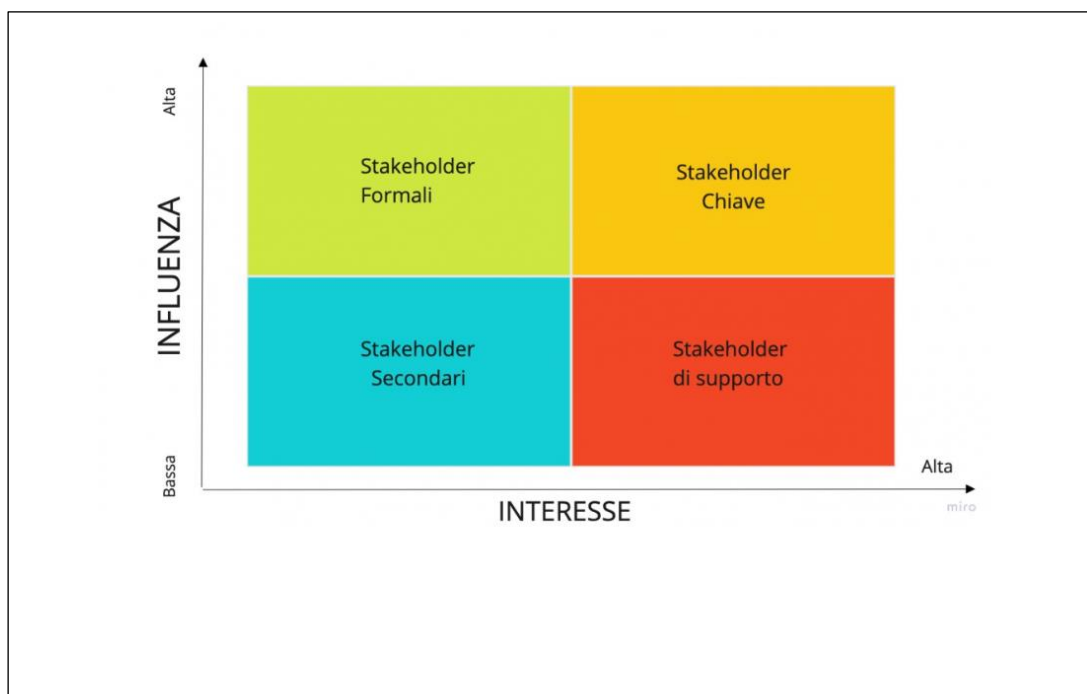 Alta
Stakeholder
Formali
Stakeholder
Chiave
INFLUENZA
Stakeholder
Secondari
Stakeholder
di supporto
Bassa
Alta
INTERESSE
miro